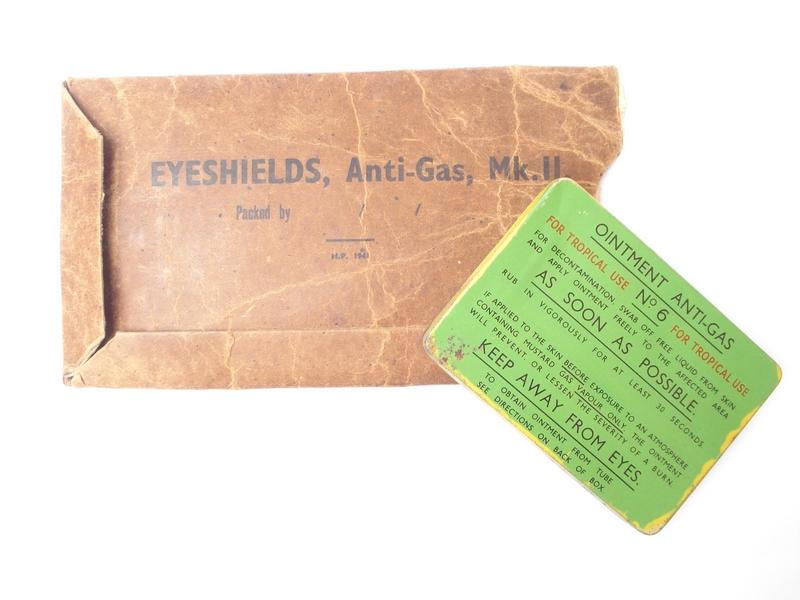 EYESHIELDS, Anti-Gas, Mk.II
Packed by / /
M.P. 1941
OINTMENT ANTI-GAS
FOR TROPICAL USE Nº 6 FOR TROPICAL USE
FOR DECONTAMINATION SWAB OFF FREE LIQUID FROM SKIN
AND APPLY OINTMENT FREELY TO THE AFFECTED AREA
AS SOON AS POSSIBLE.
RUB IN VIGOROUSLY FOR AT LEAST 30 SECONDS
IF APPLIED TO THE SKIN BEFORE EXPOSURE TO AN ATMOSPHERE
CONTAINING MUSTARD GAS VAPOUR ONLY, THE OINTMENT
WILL PREVENT OR LESSEN THE SEVERITY OF A BURN.
KEEP AWAY FROM EYES.
TO OBTAIN OINTMENT FROM TUBE
SEE DIRECTIONS ON BACK OF BOX.